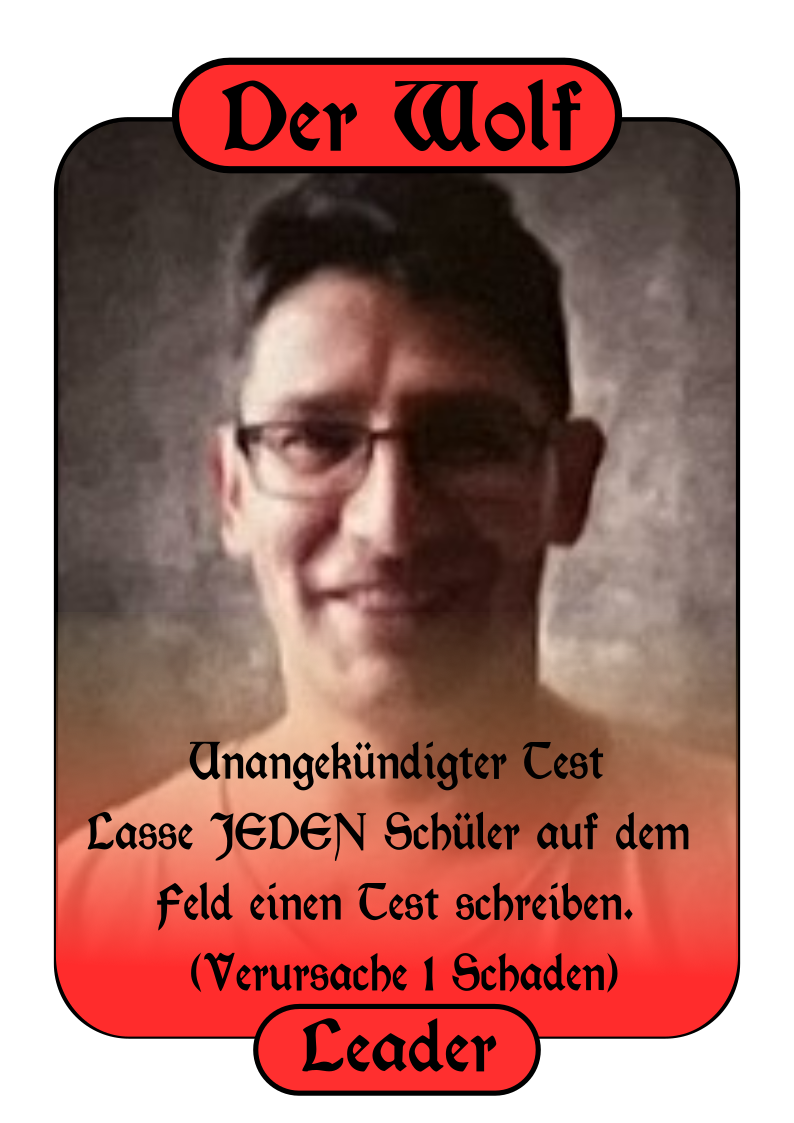 Der Wolf
Unangekündigter Test
Lasse JEDEN Schüler auf dem
Feld einen Test schreiben.
(Verursache 1 Schaden)
Leader